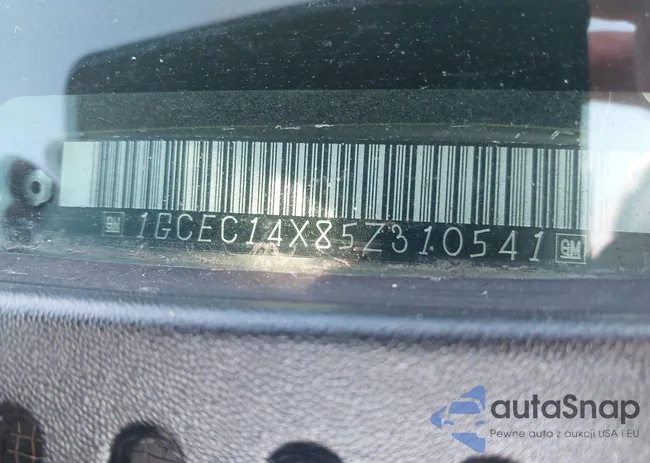 GM 1GCEC14X85Z310541 GM
autaSnap
Pewne auta z aukcji USA i EU